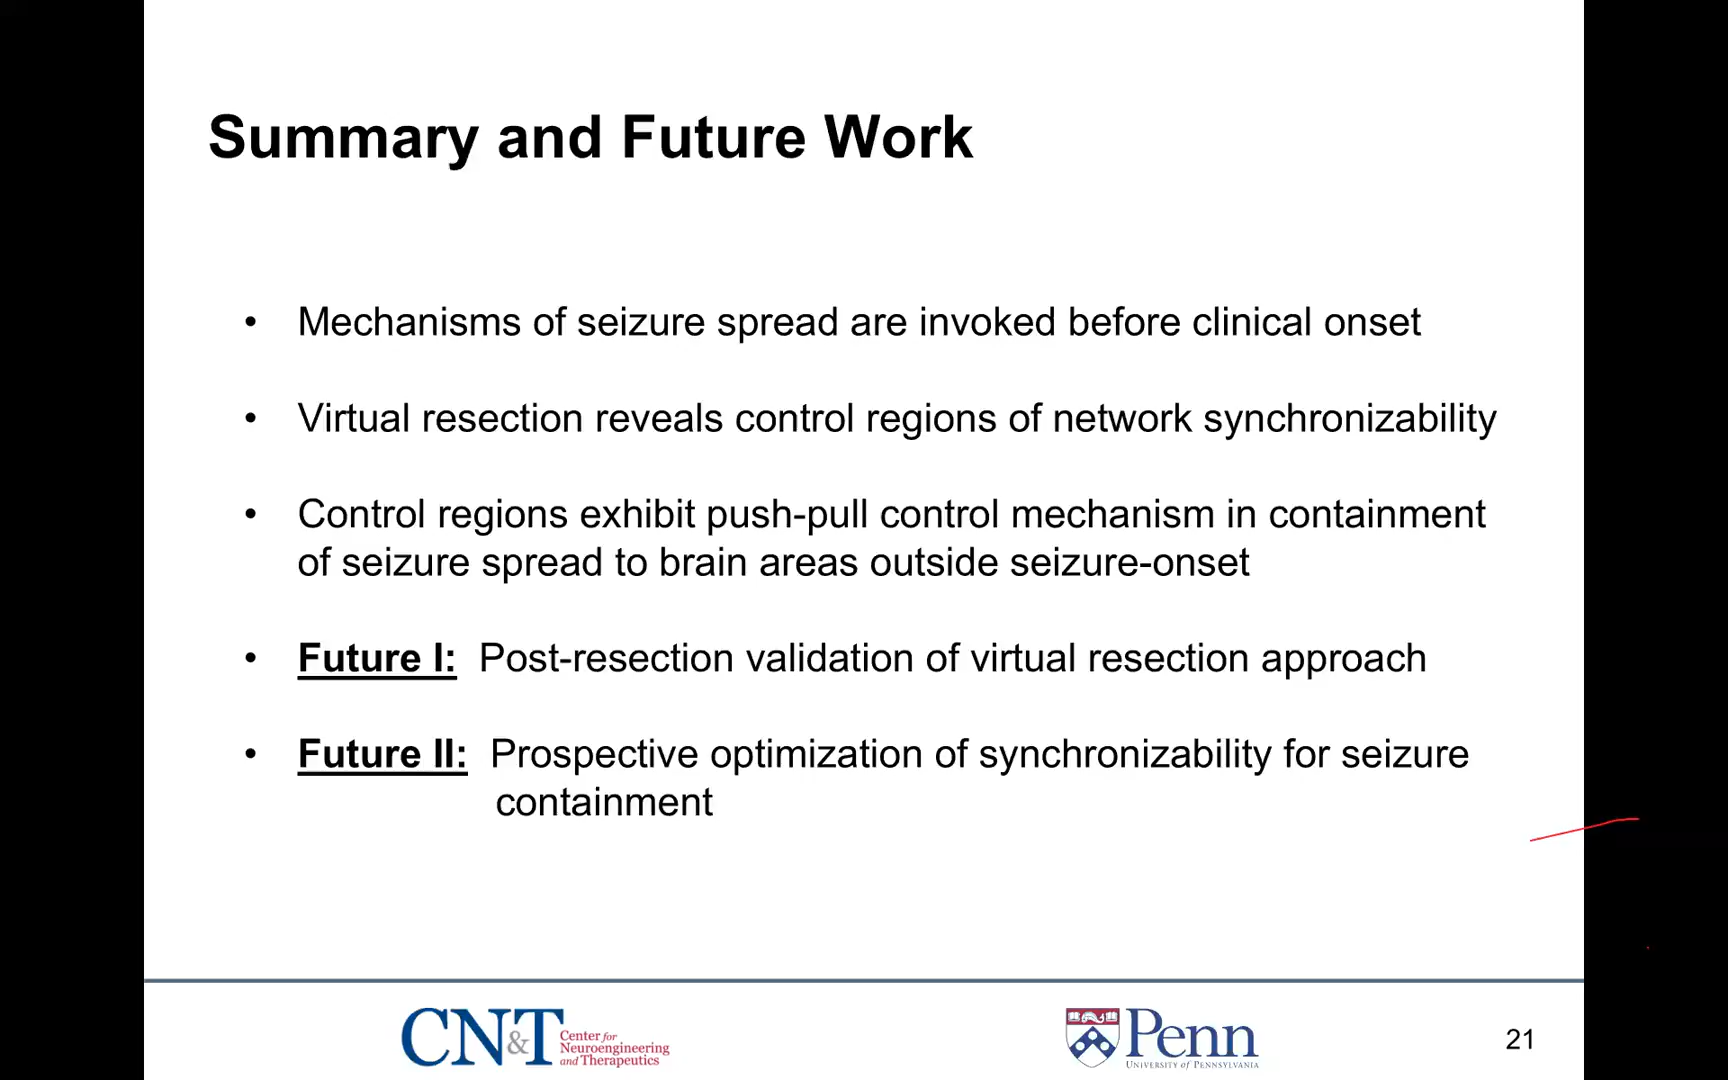 Summary and Future Work
• Mechanisms of seizure spread are invoked before clinical onset
• Virtual resection reveals control regions of network synchronizability
• Control regions exhibit push-pull control mechanism in containment
of seizure spread to brain areas outside seizure-onset
• Future I: Post-resection validation of virtual resection approach
• Future II: Prospective optimization of synchronizability for seizure
containment
CN&T Center for
Neuroengineering
and Therapeutics
Penn
UNIVERSITY of PENNSYLVANIA
21